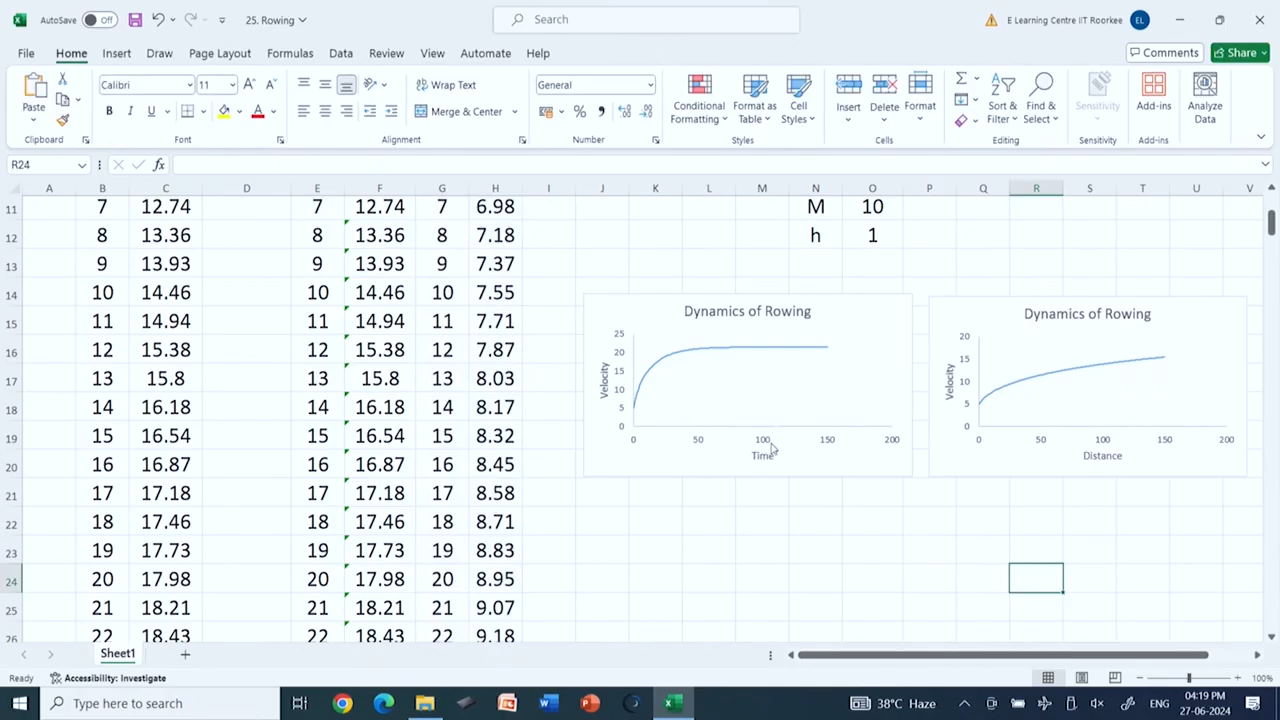 AutoSave Off 25. Rowing Search E Learning Centre IIT Roorkee EL
File Home Insert Draw Page Layout Formulas Data Review View Automate Help Comments Share
Paste Calibri 11 Wrap Text General Conditional Formatting Format as Table Cell Styles Insert Delete Format Sort & Filter Find & Select Sensitivity Add-ins Analyze Data
B I U A Merge & Center % 
Clipboard Font Alignment Number Styles Cells Editing Sensitivity Add-ins
R24 fx
A B C D E F G H I J K L M N O P Q R S T U V
11 7 12.74 7 12.74 7 6.98 M 10
12 8 13.36 8 13.36 8 7.18 h 1
13 9 13.93 9 13.93 9 7.37
14 10 14.46 10 14.46 10 7.55
15 11 14.94 11 14.94 11 7.71
16 12 15.38 12 15.38 12 7.87
17 13 15.8 13 15.8 13 8.03
18 14 16.18 14 16.18 14 8.17
19 15 16.54 15 16.54 15 8.32
20 16 16.87 16 16.87 16 8.45
21 17 17.18 17 17.18 17 8.58
22 18 17.46 18 17.46 18 8.71
23 19 17.73 19 17.73 19 8.83
24 20 17.98 20 17.98 20 8.95
25 21 18.21 21 18.21 21 9.07
26 22 18.43 22 18.43 22 9.18
Dynamics of Rowing
25
20
15
10
5
0
Velocity
0 50 100 150 200
Time
Dynamics of Rowing
20
15
10
5
0
Velocity
0 50 100 150 200
Distance
Sheet1
Ready Accessibility: Investigate 100%
Type here to search 38°C Haze ENG 04:19 PM
27-06-2024